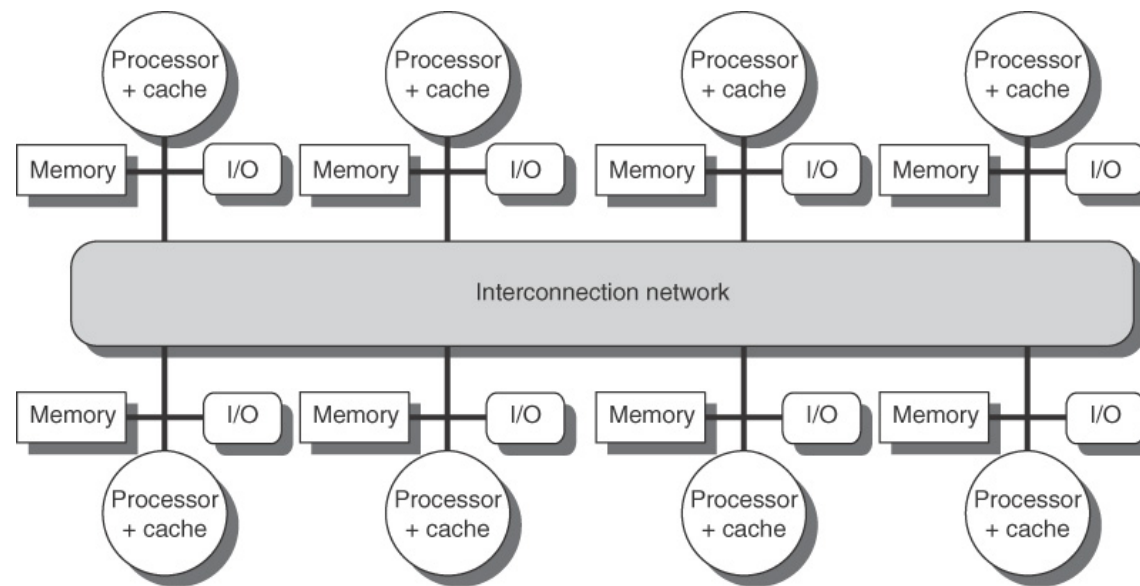 Processor
+ cache
Processor
+ cache
Processor
+ cache
Processor
+ cache
Memory
I/O
Memory
I/O
Memory
I/O
Memory
I/O
Interconnection network
Memory
I/O
Memory
I/O
Memory
I/O
Memory
I/O
Processor
+ cache
Processor
+ cache
Processor
+ cache
Processor
+ cache